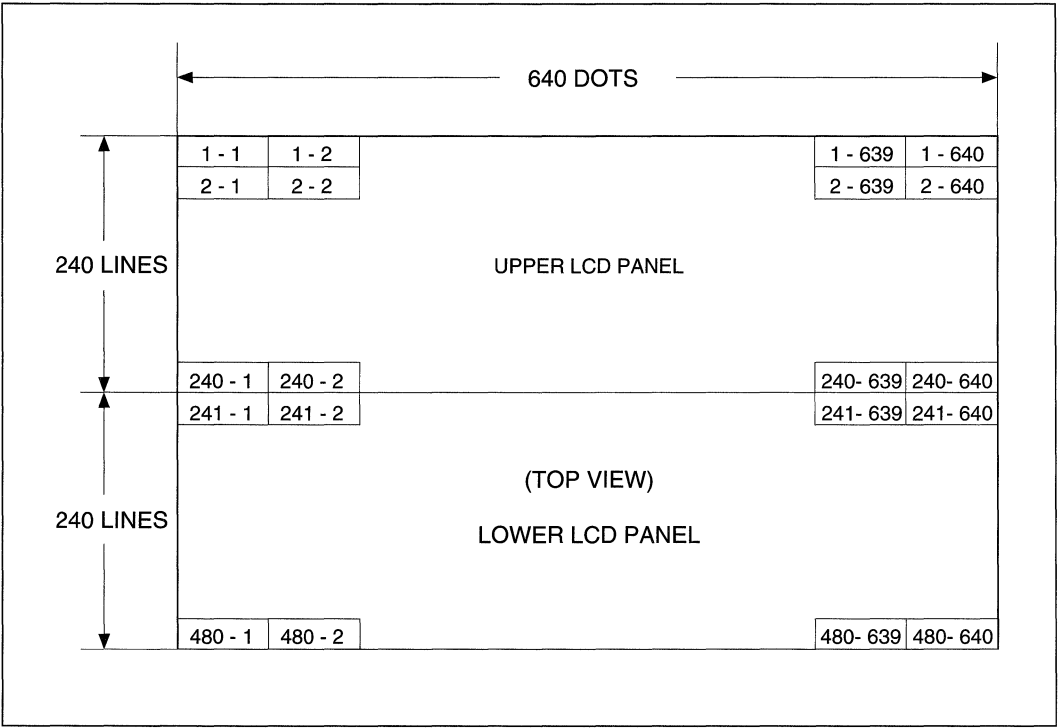 640 DOTS
1 - 1 1 - 2 1 - 639 1 - 640
2 - 1 2 - 2 2 - 639 2 - 640
240 LINES
UPPER LCD PANEL
240 - 1 240 - 2 240- 639 240- 640
241 - 1 241 - 2 241- 639 241- 640
(TOP VIEW)
240 LINES
LOWER LCD PANEL
480 - 1 480 - 2 480- 639 480- 640